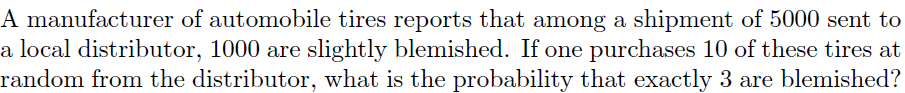 A manufacturer of automobile tires reports that among a shipment of 5000 sent to
a local distributor, 1000 are slightly blemished. If one purchases 10 of these tires at
random from the distributor, what is the probability that exactly 3 are blemished?